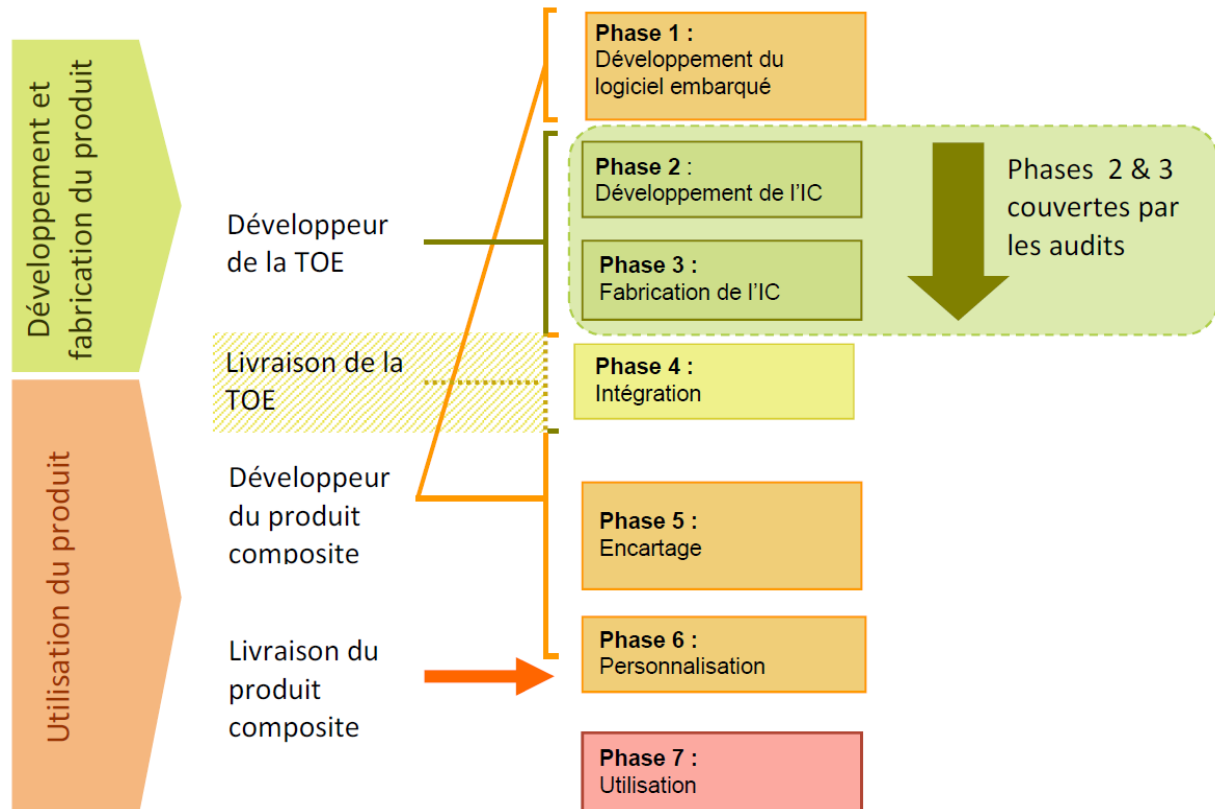 Développement et
fabrication du produit
Utilisation du produit
Développeur
de la TOE
Livraison de la
TOE
Développeur
du produit
composite
Livraison du
produit
composite
Phase 1 :
Développement du
logiciel embarqué
Phase 2 :
Développement de l'IC
Phase 3 :
Fabrication de l'IC
Phases 2 & 3
couvertes par
les audits
Phase 4 :
Intégration
Phase 5 :
Encartage
Phase 6 :
Personnalisation
Phase 7 :
Utilisation